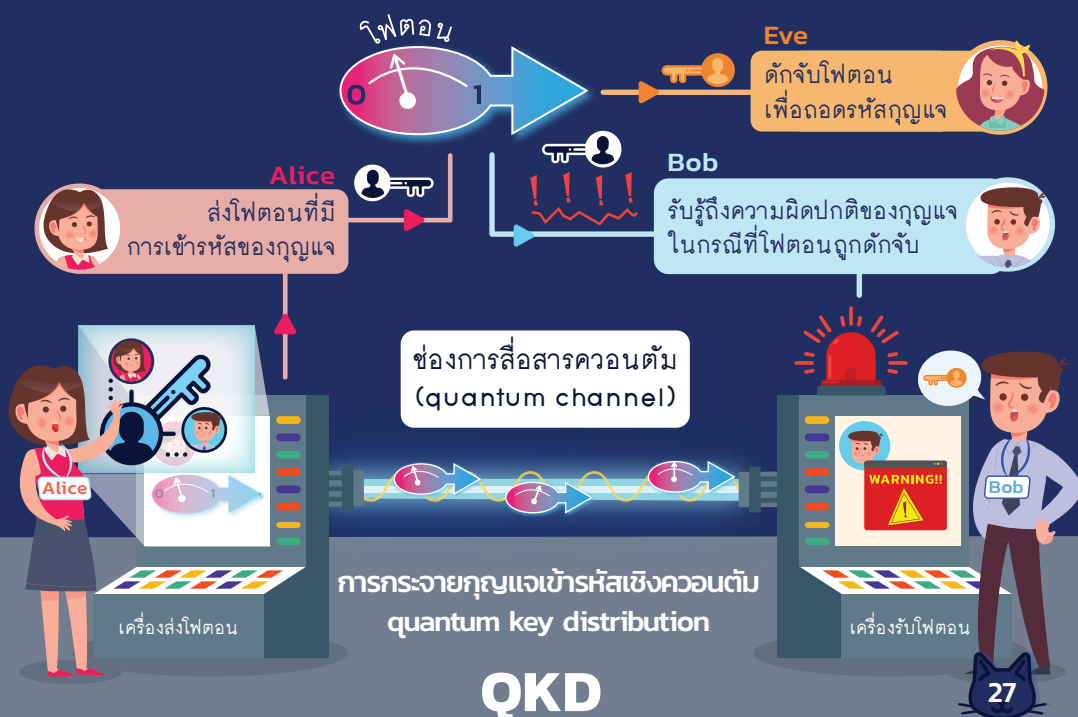 โฟตอน
0 1
Eve
ดักจับโฟตอน
เพื่อถอดรหัสกุญแจ
Alice
ส่งโฟตอนที่มี
การเข้ารหัสของกุญแจ
Bob
รับรู้ถึงความผิดปกติของกุญแจ
ในกรณีที่โฟตอนถูกดักจับ
! ! ! !
ช่องการสื่อสารควอนตัม
(quantum channel)
Alice
0 1
WARNING!!
!
Bob
การกระจายกุญแจเข้ารหัสเชิงควอนตัม
quantum key distribution
เครื่องส่งโฟตอน
เครื่องรับโฟตอน
QKD
27